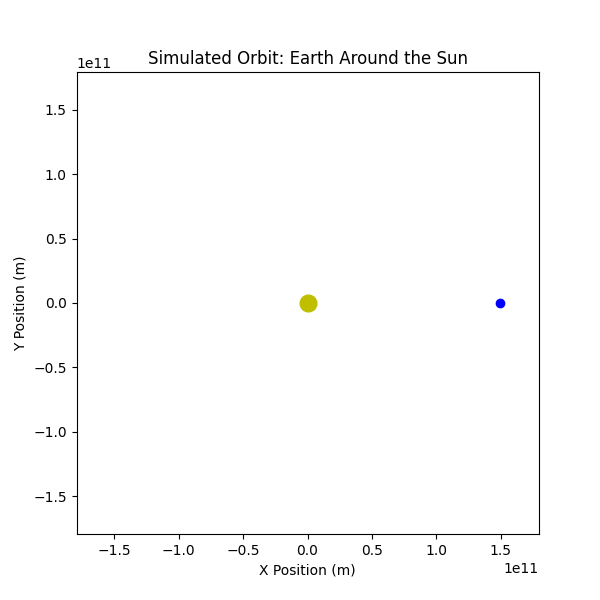 Simulated Orbit: Earth Around the Sun
1e11
1.5
1.0
0.5
0.0
−0.5
−1.0
−1.5
Y Position (m)
−1.5 −1.0 −0.5 0.0 0.5 1.0 1.5
X Position (m)
1e11